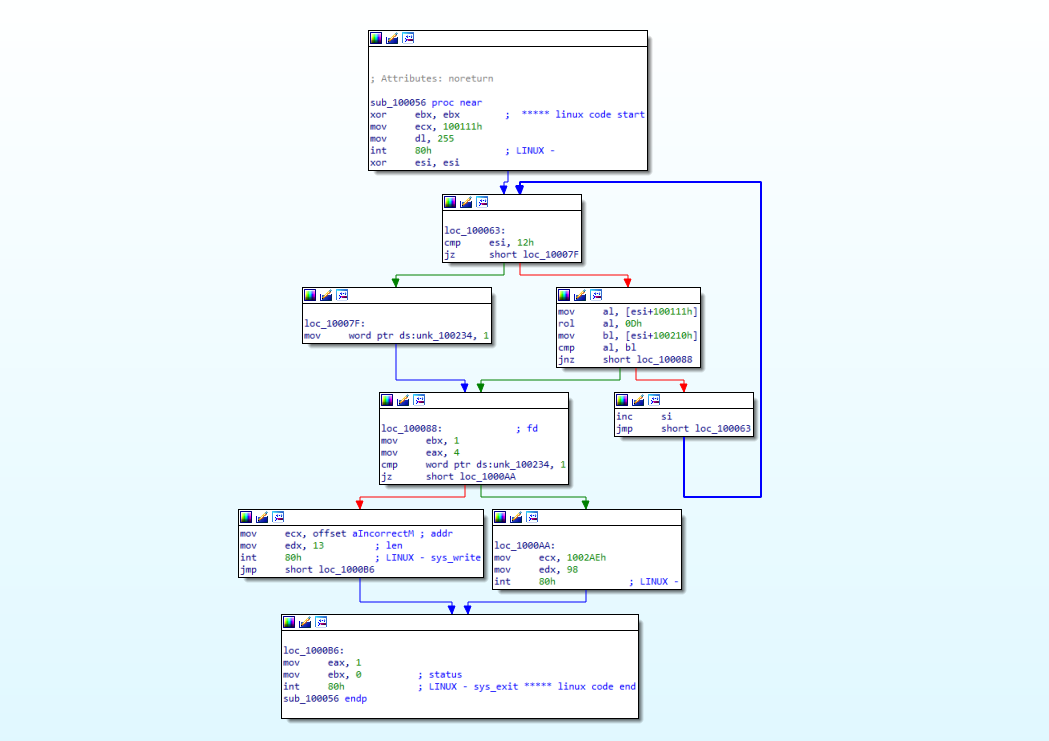 ; Attributes: noreturn
sub_100056 proc near
xor ebx, ebx ; ***** linux code start
mov ecx, 100111h
mov dl, 255
int 80h ; LINUX -
xor esi, esi
loc_100063:
cmp esi, 12h
jz short loc_10007F
loc_10007F:
mov word ptr ds:unk_100234, 1
mov al, [esi+100111h]
rol al, 0Dh
mov bl, [esi+100210h]
cmp al, bl
jnz short loc_100088
loc_100088: ; fd
mov ebx, 1
mov eax, 4
cmp word ptr ds:unk_100234, 1
jz short loc_1000AA
inc si
jmp short loc_100063
mov ecx, offset aIncorrectM ; addr
mov edx, 13 ; len
int 80h ; LINUX - sys_write
jmp short loc_1000B6
loc_1000AA:
mov ecx, 1002AEh
mov edx, 98
int 80h ; LINUX -
loc_1000B6:
mov eax, 1
mov ebx, 0 ; status
int 80h ; LINUX - sys_exit ***** linux code end
sub_100056 endp